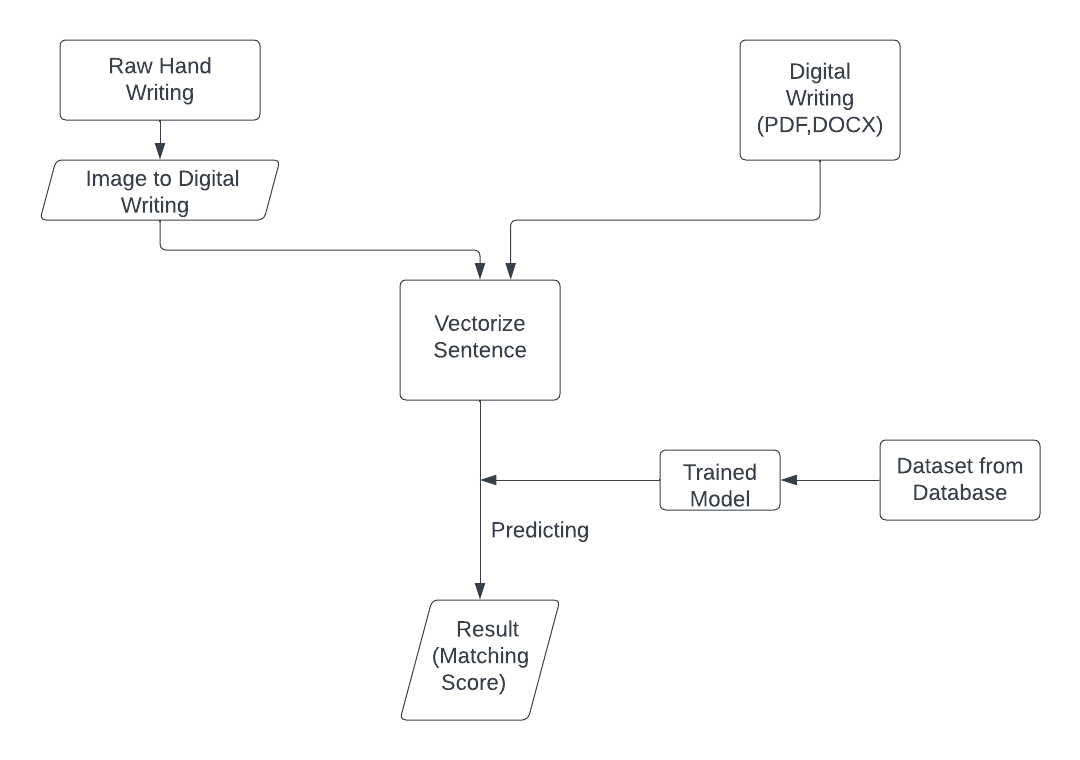 Raw Hand
Writing
Digital
Writing
(PDF,DOCX)
Image to Digital
Writing
Vectorize
Sentence
Trained
Model
Dataset from
Database
Predicting
Result
(Matching
Score)